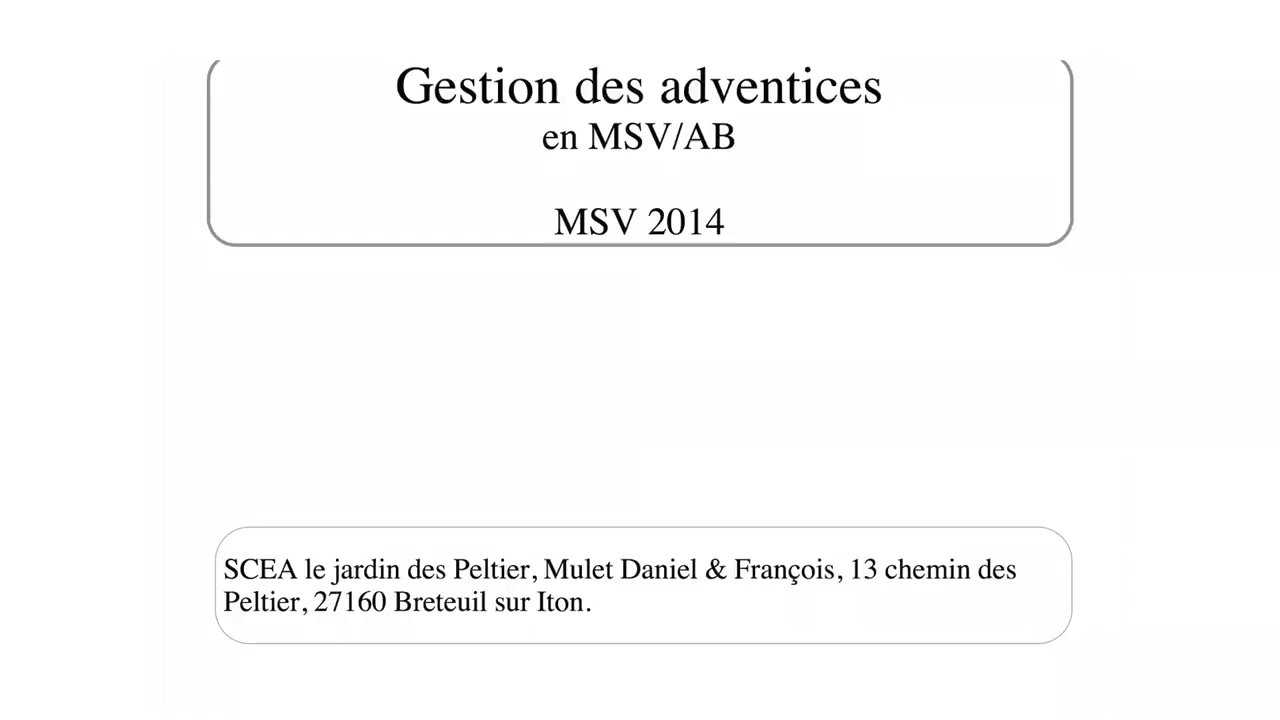 Gestion des adventices
en MSV/AB
MSV 2014
SCEA le jardin des Peltier, Mulet Daniel & François, 13 chemin des
Peltier, 27160 Breteuil sur Iton.